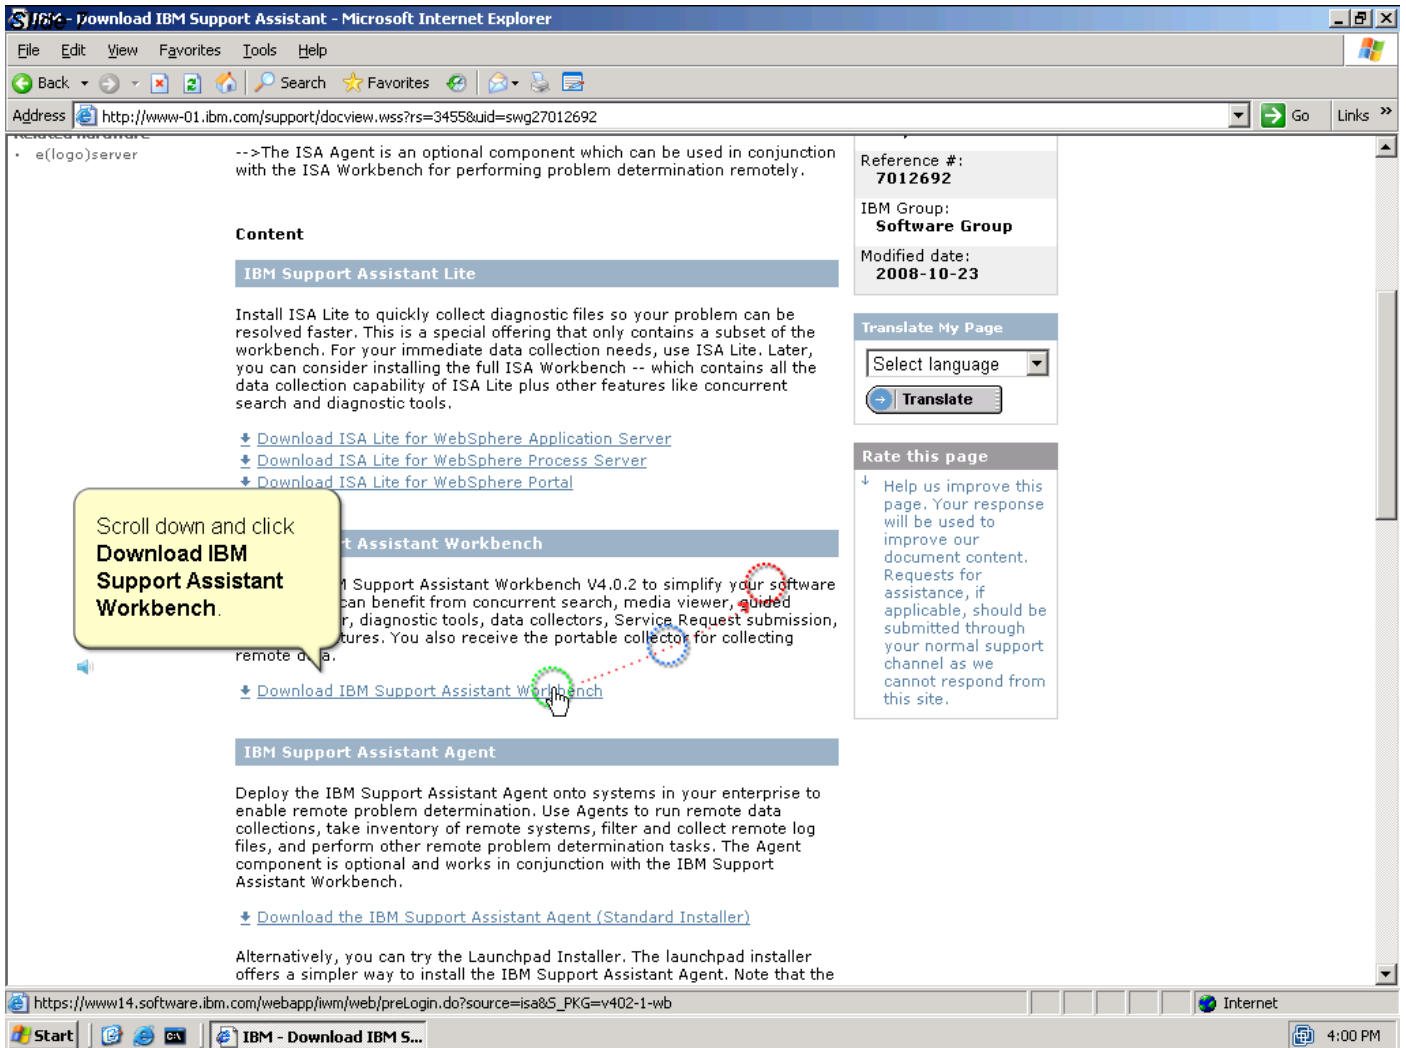 Slide 7
IBM - Download IBM Support Assistant - Microsoft Internet Explorer
File Edit View Favorites Tools Help
Back Search Favorites
Address http://www-01.ibm.com/support/docview.wss?rs=3455&uid=swg27012692 Go Links »
Related hardware
• e(logo)server
-->The ISA Agent is an optional component which can be used in conjunction
with the ISA Workbench for performing problem determination remotely.
Content
IBM Support Assistant Lite
Install ISA Lite to quickly collect diagnostic files so your problem can be
resolved faster. This is a special offering that only contains a subset of the
workbench. For your immediate data collection needs, use ISA Lite. Later,
you can consider installing the full ISA Workbench -- which contains all the
data collection capability of ISA Lite plus other features like concurrent
search and diagnostic tools.
Download ISA Lite for WebSphere Application Server
Download ISA Lite for WebSphere Process Server
Download ISA Lite for WebSphere Portal
Scroll down and click
Download IBM
Support Assistant
Workbench.
t Assistant Workbench
Support Assistant Workbench V4.0.2 to simplify your software
can benefit from concurrent search, media viewer, guided
r, diagnostic tools, data collectors, Service Request submission,
tures. You also receive the portable collector for collecting
remote data.
Download IBM Support Assistant Workbench
IBM Support Assistant Agent
Deploy the IBM Support Assistant Agent onto systems in your enterprise to
enable remote problem determination. Use Agents to run remote data
collections, take inventory of remote systems, filter and collect remote log
files, and perform other remote problem determination tasks. The Agent
component is optional and works in conjunction with the IBM Support
Assistant Workbench.
Download the IBM Support Assistant Agent (Standard Installer)
Alternatively, you can try the Launchpad Installer. The launchpad installer
offers a simpler way to install the IBM Support Assistant Agent. Note that the
Reference #:
7012692
IBM Group:
Software Group
Modified date:
2008-10-23
Translate My Page
Select language
Translate
Rate this page
Help us improve this
page. Your response
will be used to
improve our
document content.
Requests for
assistance, if
applicable, should be
submitted through
your normal support
channel as we
cannot respond from
this site.
https://www14.software.ibm.com/webapp/iwm/web/preLogin.do?source=isa&S_PKG=v402-1-wb Internet
Start IBM - Download IBM S... 4:00 PM